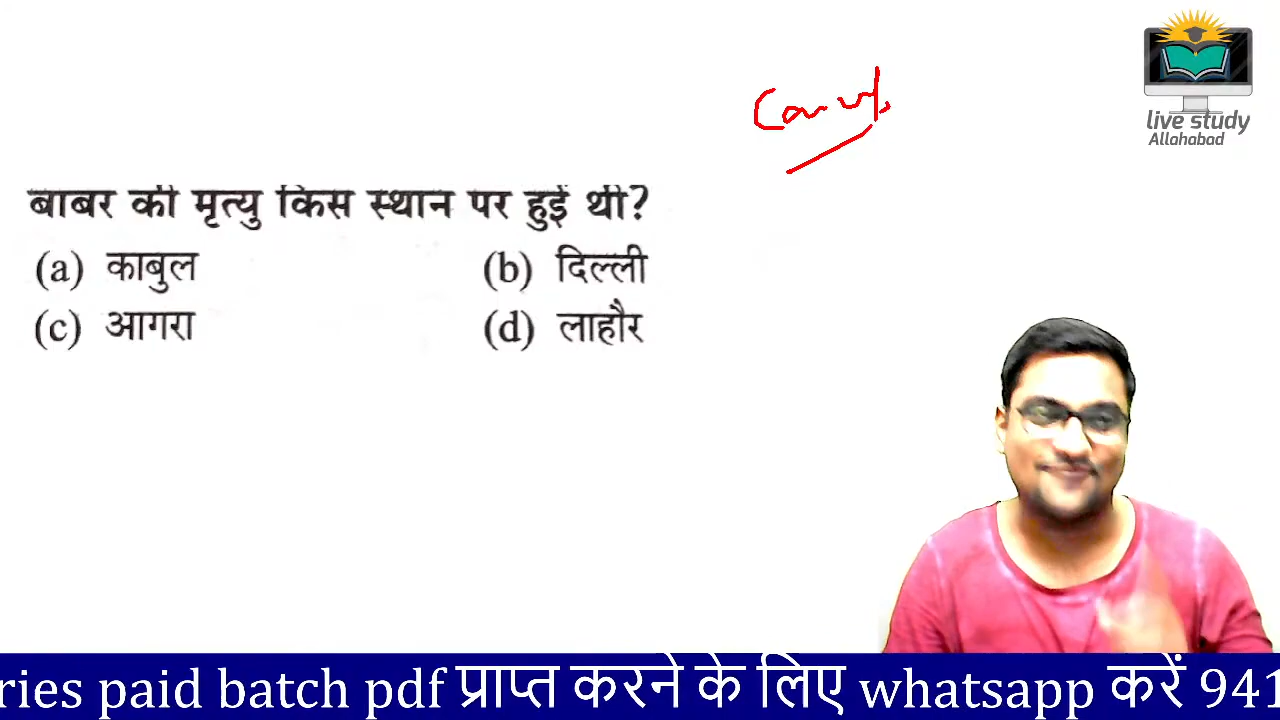 live study
Allahabad
बाबर की मृत्यु किस स्थान पर हुई थी?
(a) काबुल (b) दिल्ली
(c) आगरा (d) लाहौर
ries paid batch pdf प्राप्त करने के लिए whatsapp करें 941